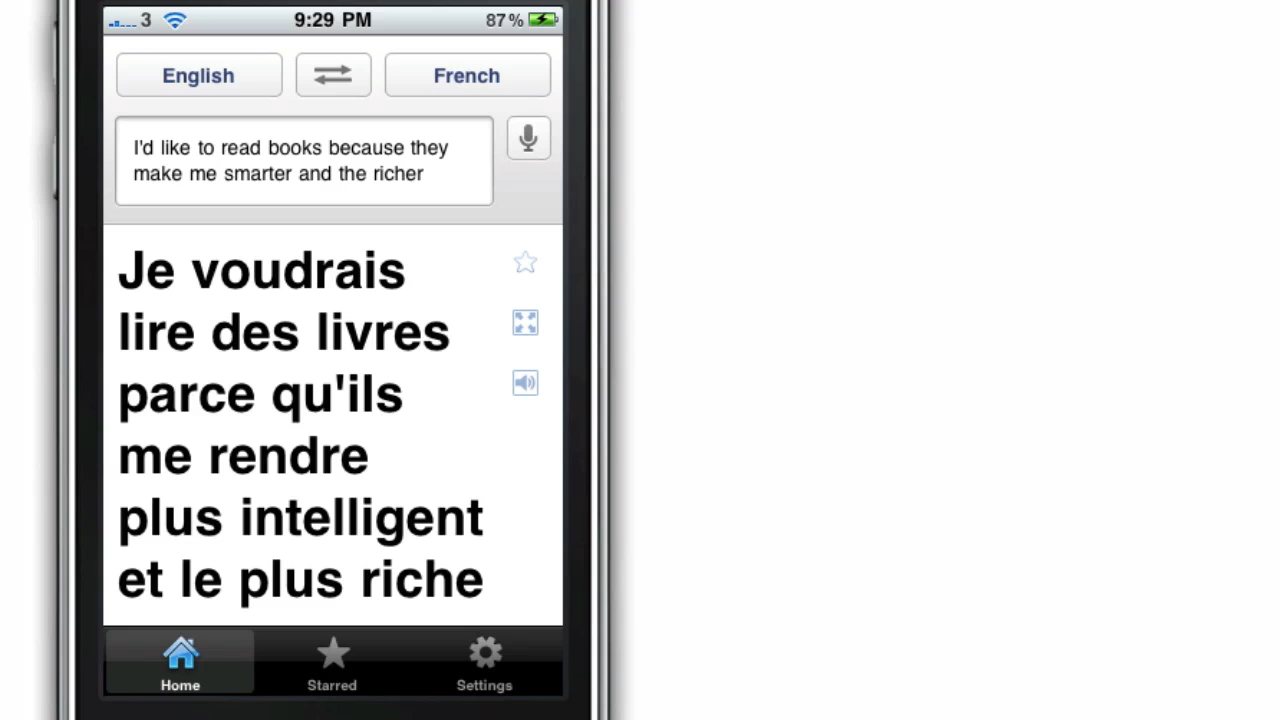 3 9:29 PM 87%
English French
I'd like to read books because they
make me smarter and the richer
Je voudrais
lire des livres
parce qu'ils
me rendre
plus intelligent
et le plus riche
Home Starred Settings